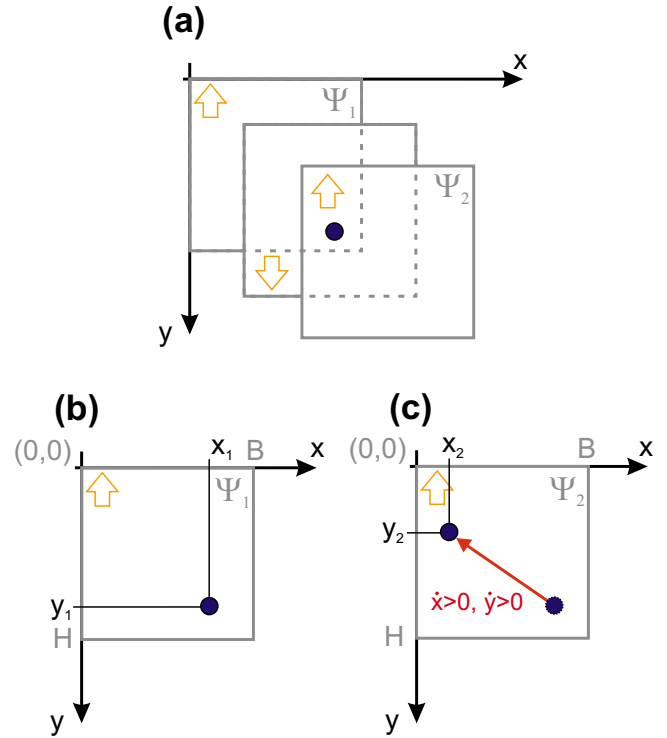 (a)
x
Ψ1
Ψ2
y
(b)
(0,0)
x1
B
x
Ψ1
y1
H
y
(c)
(0,0)
x2
B
x
Ψ2
y2
ẋ>0, ẏ>0
H
y